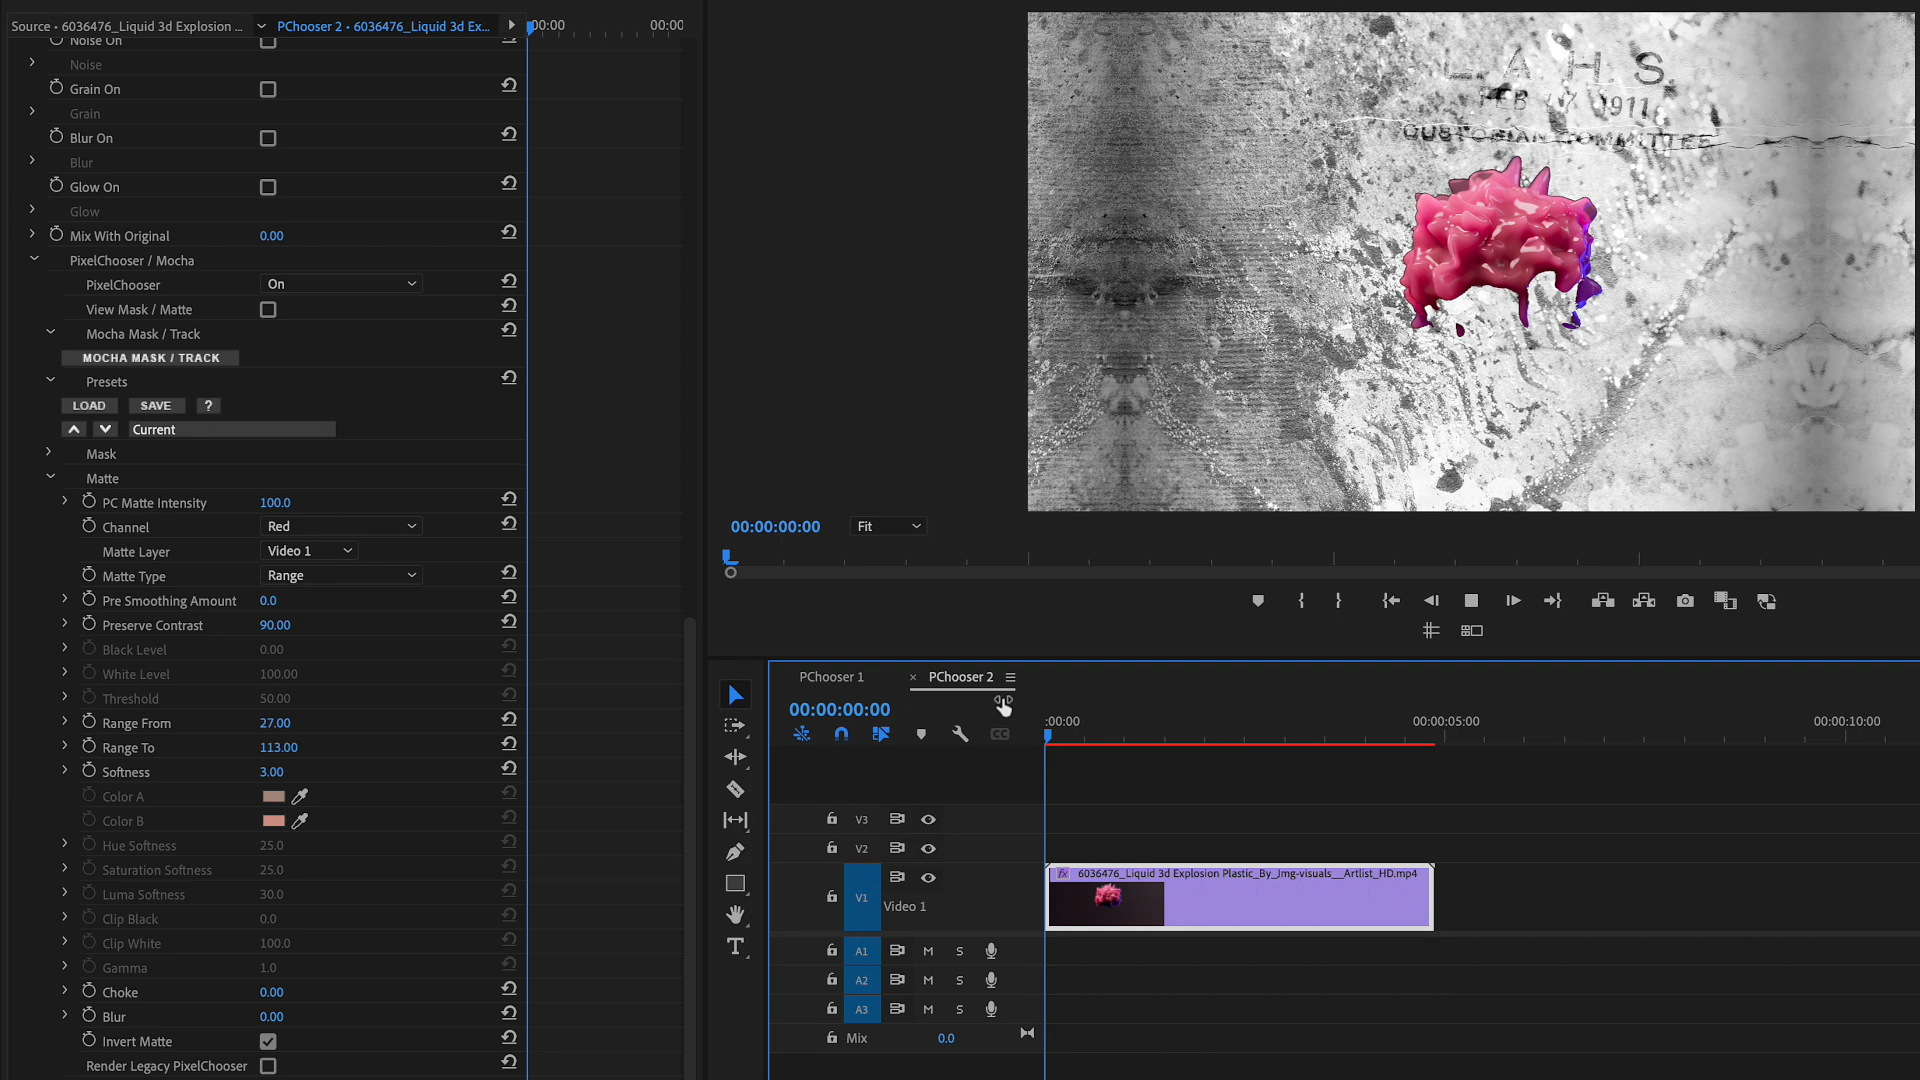 Source • 6036476_Liquid 3d Explosion ...
PChooser 2 • 6036476_Liquid 3d Ex...
:00:00
00:00
Noise On
Noise
Grain On
Grain
Blur On
Blur
Glow On
Glow
Mix With Original 0.00
PixelChooser / Mocha
PixelChooser On
View Mask / Matte
Mocha Mask / Track
MOCHA MASK / TRACK
Presets
LOAD SAVE ?
Current
Mask
Matte
PC Matte Intensity 100.0
Channel Red
Matte Layer Video 1
Matte Type Range
Pre Smoothing Amount 0.0
Preserve Contrast 90.00
Black Level 0.00
White Level 100.00
Threshold 50.00
Range From 27.00
Range To 113.00
Softness 3.00
Color A
Color B
Hue Softness 25.0
Saturation Softness 25.0
Luma Softness 30.0
Clip Black 0.0
Clip White 100.0
Gamma 1.0
Choke 0.00
Blur 0.00
Invert Matte
Render Legacy PixelChooser
L. A. H. S.
FEB 17 1911
CUSTODIAN COMMITTEE
00:00:00:00 Fit
PChooser 1 × PChooser 2
00:00:00:00
:00:00 00:00:05:00 00:00:10:00
CC
V3
V2
V1 Video 1
fx 6036476_Liquid 3d Explosion Plastic_By_Jmg-visuals__Artlist_HD.mp4
A1 M S
A2 M S
A3 M S
Mix 0.0